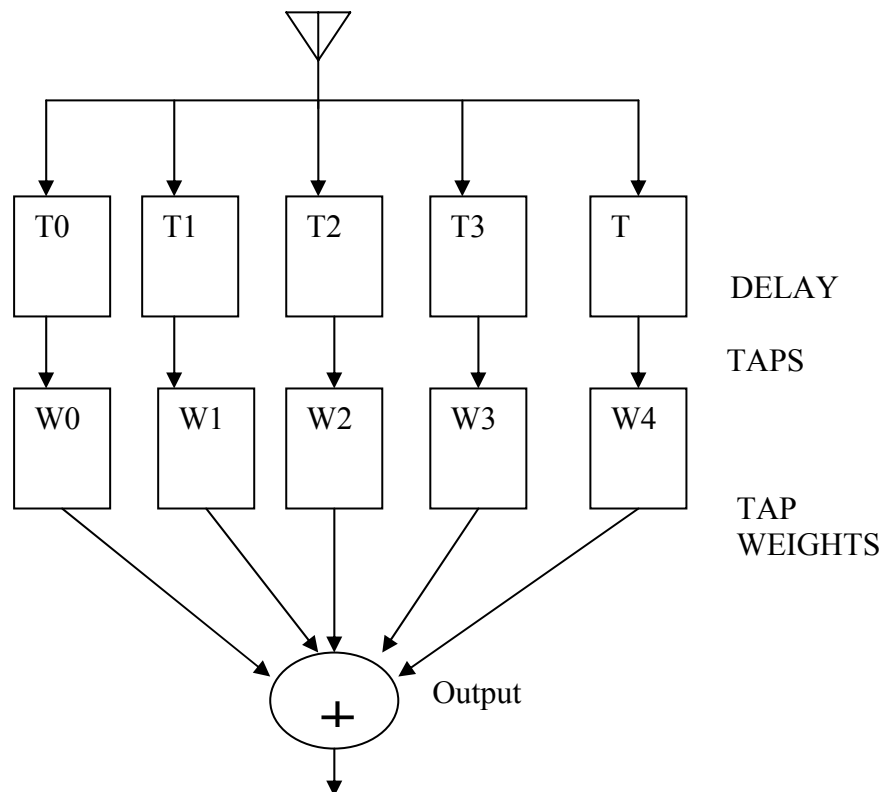 T0 T1 T2 T3 T
DELAY
TAPS
W0 W1 W2 W3 W4
TAP
WEIGHTS
Output
+